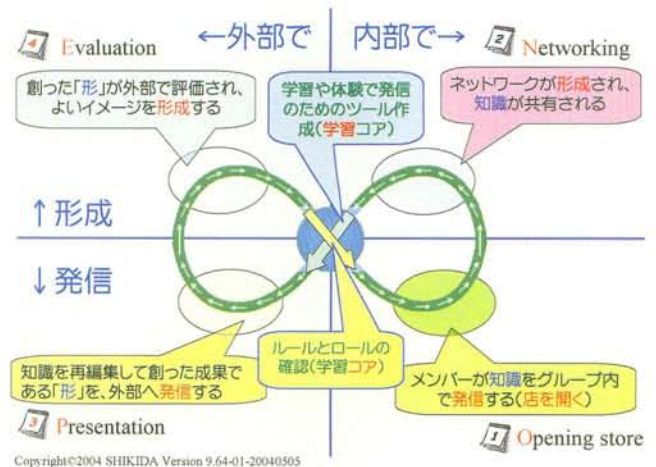 4 Evaluation
←外部で
内部で→
2 Networking
創った「形」が外部で評価され、
よいイメージを形成する
学習や体験で発信
のためのツール作
成(学習コア)
ネットワークが形成され、
知識が共有される
↑形成
↓発信
知識を再編集して創った成果で
ある「形」を、外部へ発信する
ルールとロールの
確認(学習コア)
メンバーが知識をグループ内
で発信する(店を開く)
3 Presentation
1 Opening store
Copyright©2004 SHIKIDA Version 9.64-01-20040505